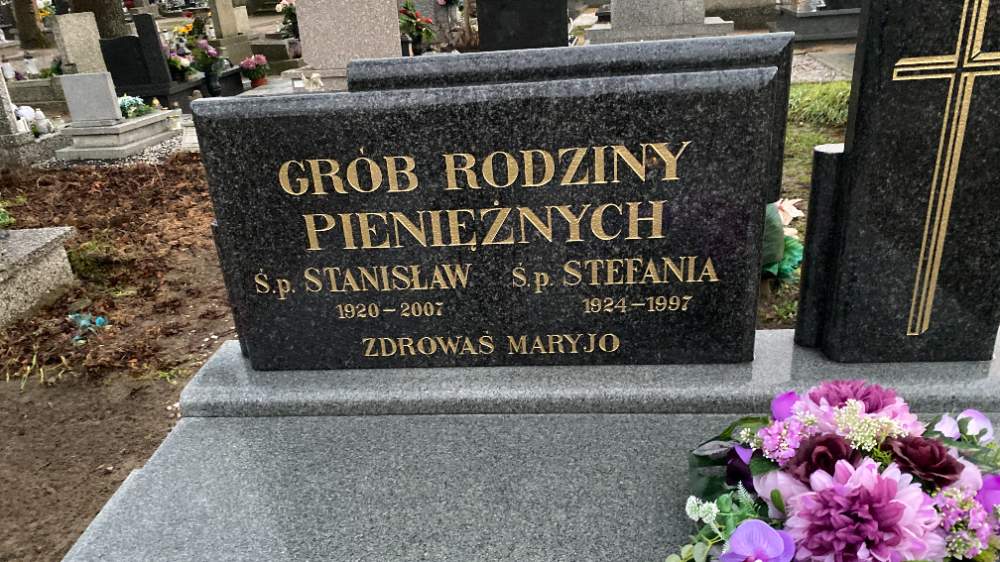 GRÓB RODZINY
PIENIĘŻNYCH
Ś.p. STANISŁAW Ś.p. STEFANIA
1920-2007 1924-1997
ZDROWAŚ MARYJO